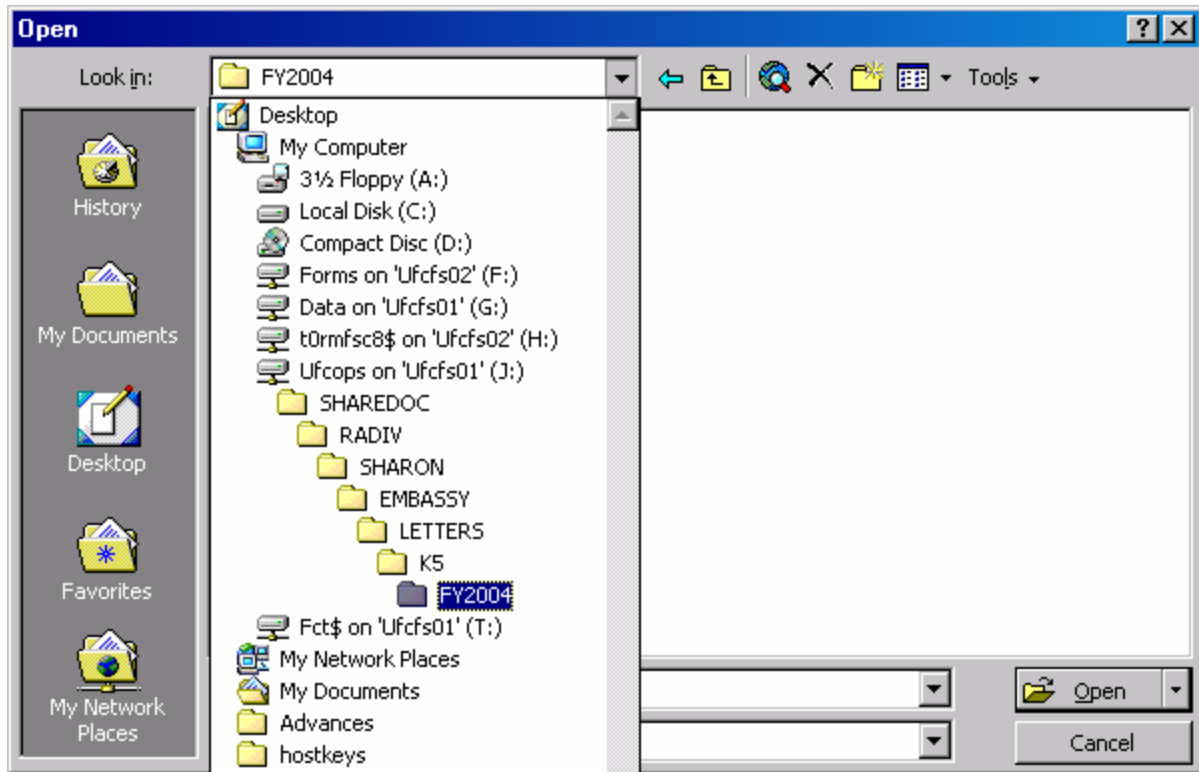 Open
Look in:
FY2004
Tools
History
My Documents
Desktop
Favorites
My Network
Places
Desktop
My Computer
3½ Floppy (A:)
Local Disk (C:)
Compact Disc (D:)
Forms on 'Ufcfs02' (F:)
Data on 'Ufcfs01' (G:)
t0rmfsc8$ on 'Ufcfs02' (H:)
Ufcops on 'Ufcfs01' (J:)
SHAREDOC
RADIV
SHARON
EMBASSY
LETTERS
K5
FY2004
Fct$ on 'Ufcfs01' (T:)
My Network Places
My Documents
Advances
hostkeys
Open
Cancel